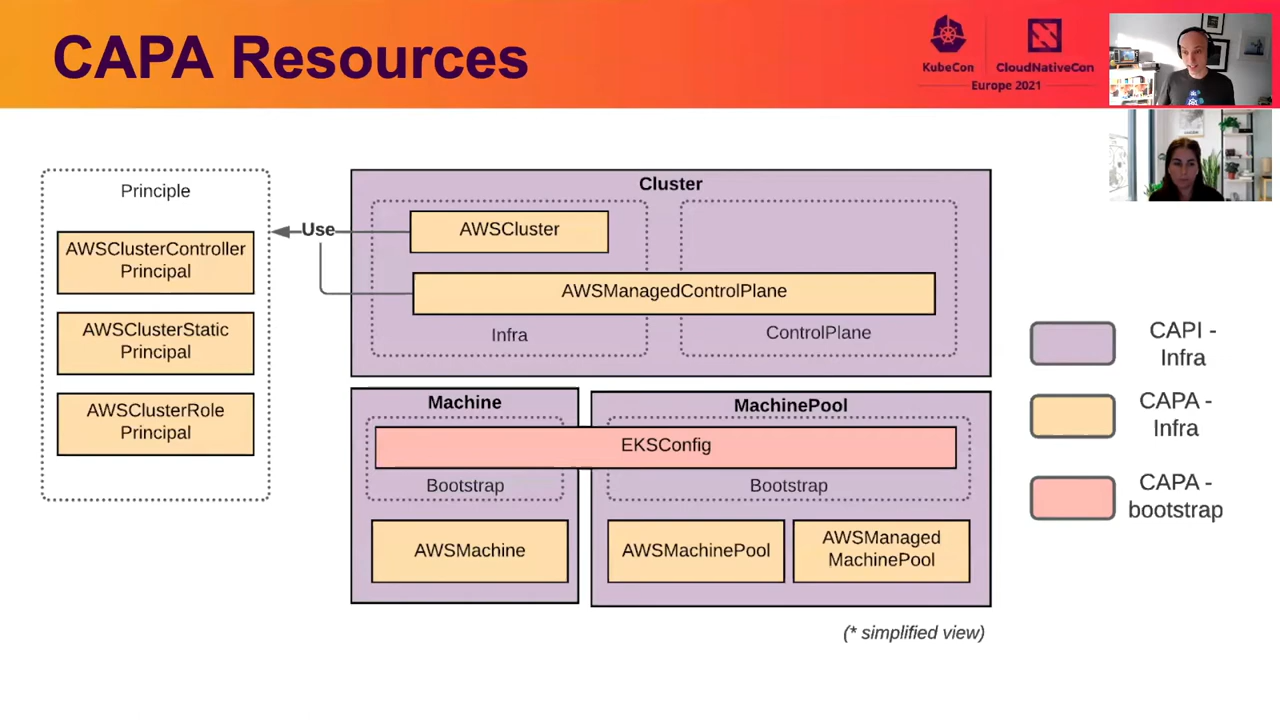 CAPA Resources
KubeCon
CloudNativeCon
Europe 2021
Principle
AWSClusterController
Principal
AWSClusterStatic
Principal
AWSClusterRole
Principal
Use
Cluster
AWSCluster
AWSManagedControlPlane
Infra
ControlPlane
Machine
MachinePool
EKSConfig
Bootstrap
Bootstrap
AWSMachine
AWSMachinePool
AWSManaged
MachinePool
(* simplified view)
CAPI -
Infra
CAPA -
Infra
CAPA -
bootstrap